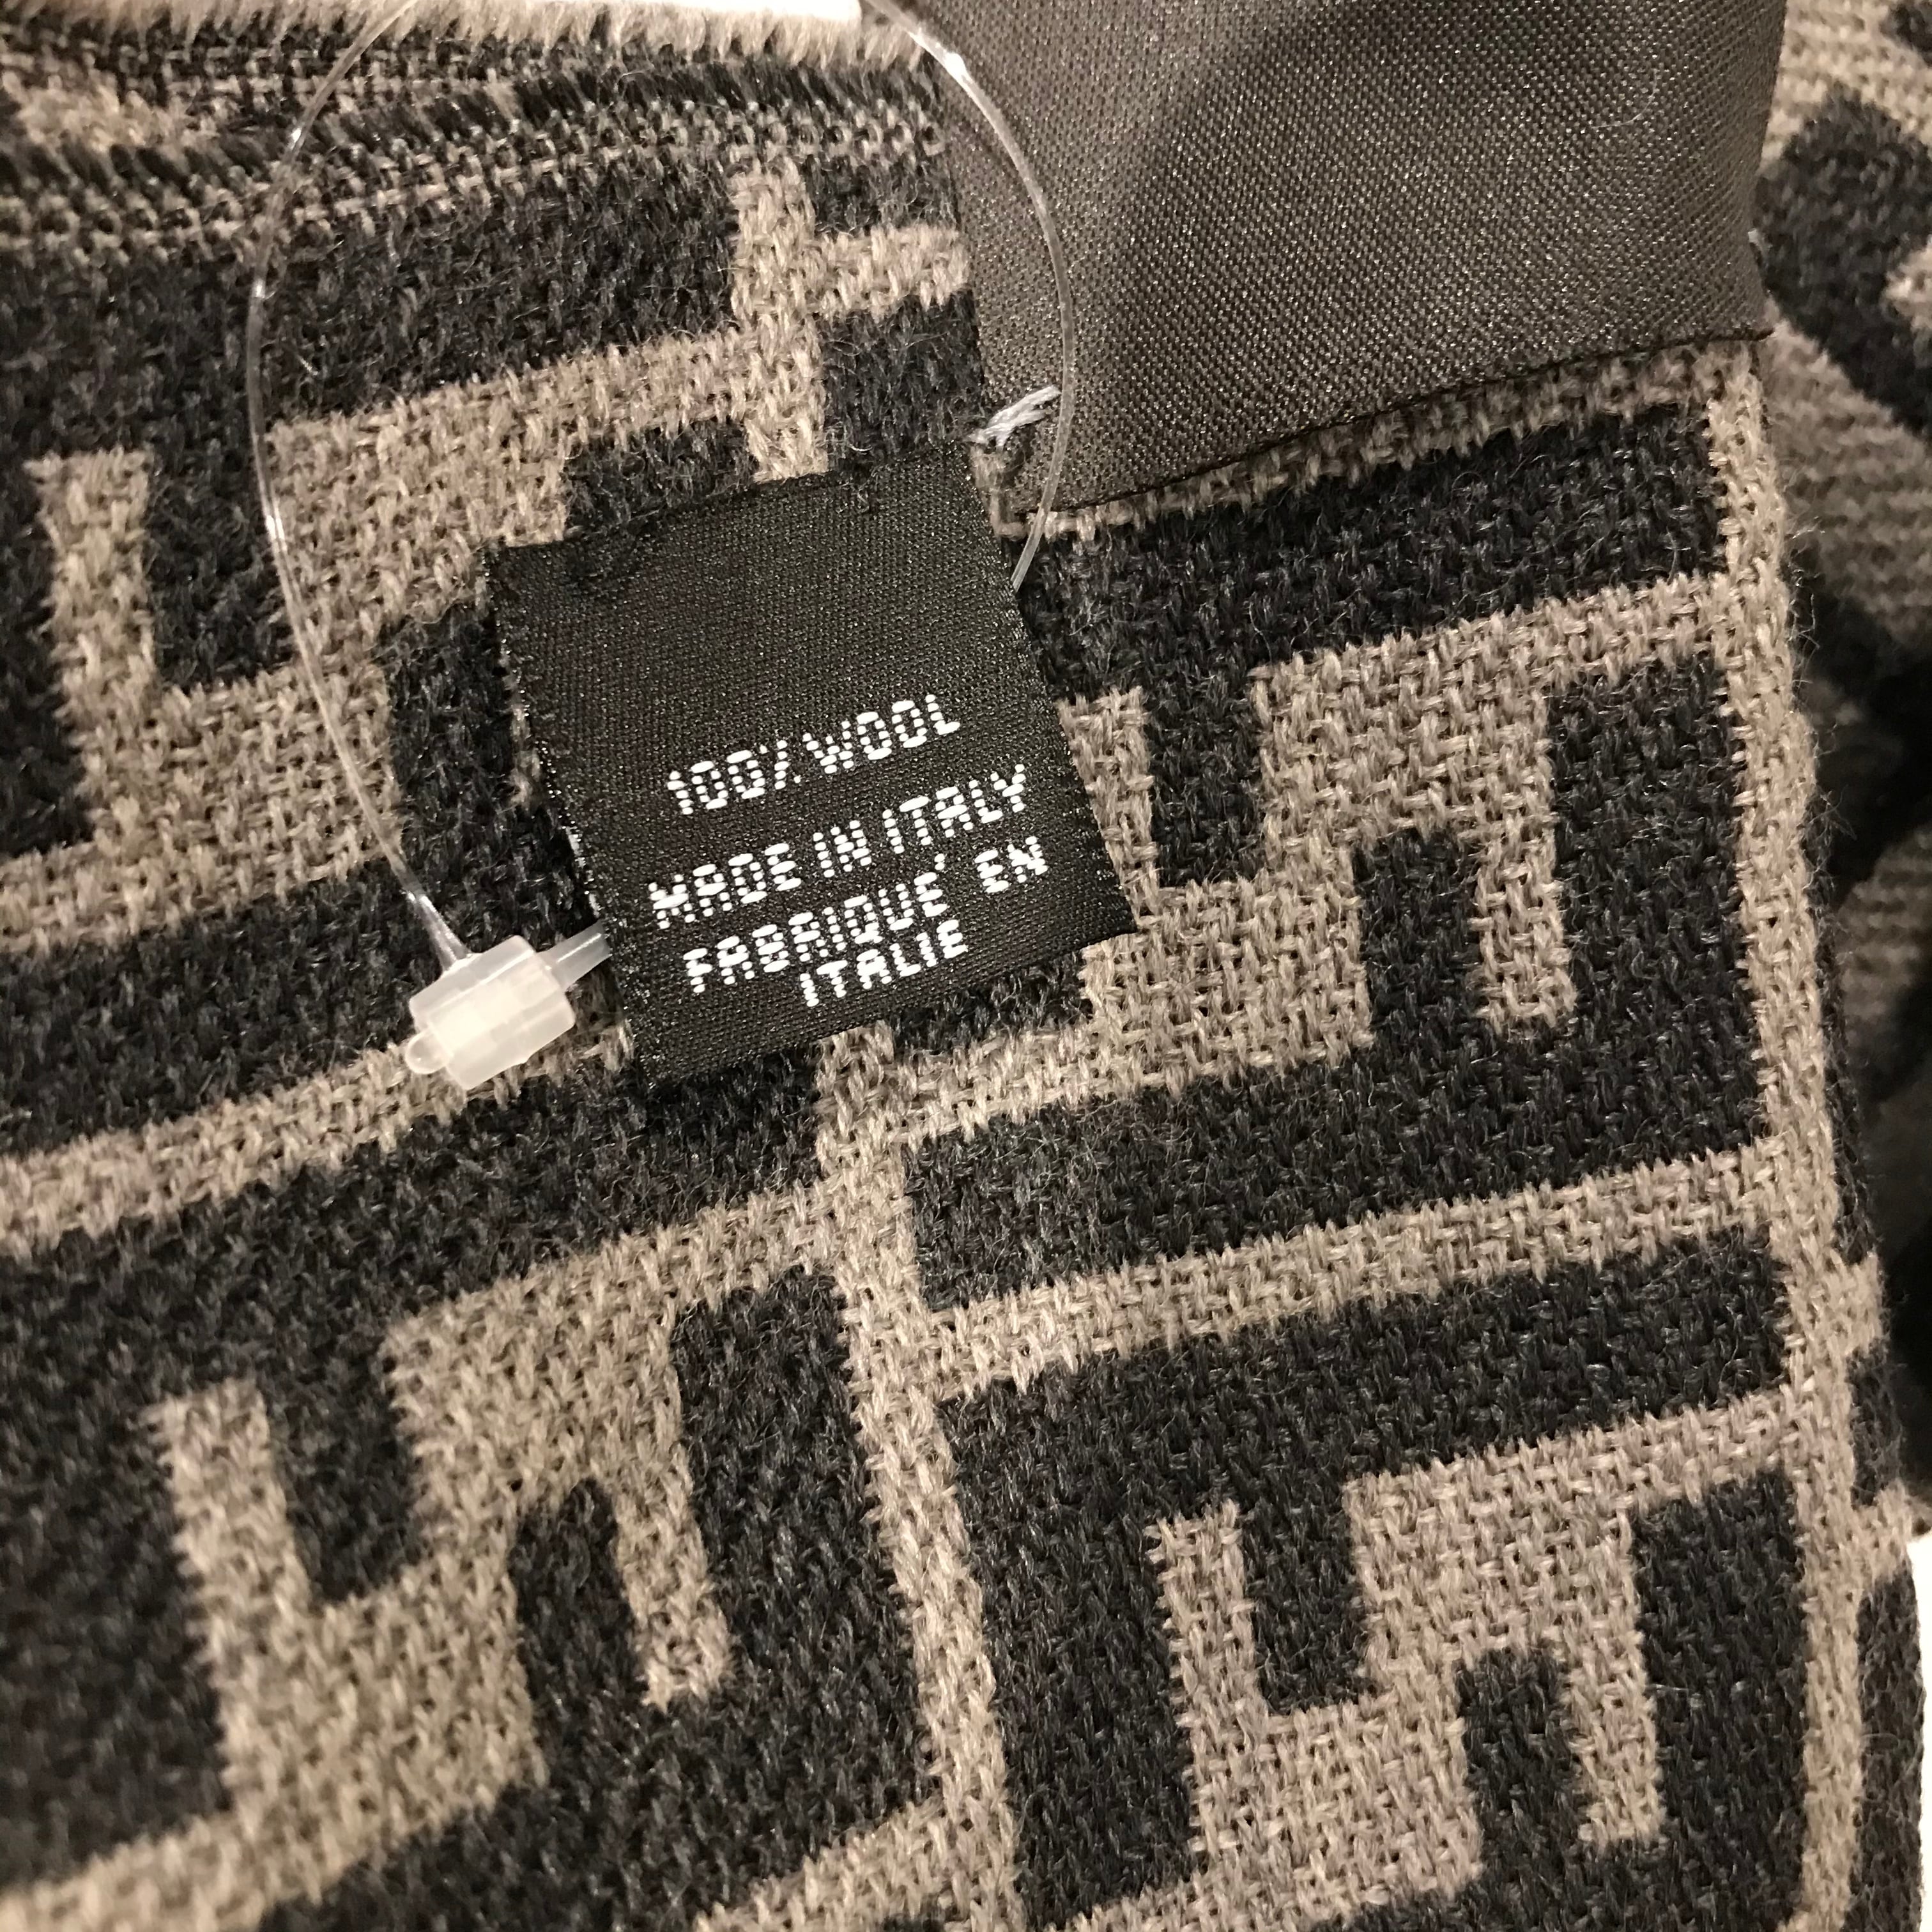 100% WOOL
MADE IN ITALY
FABRIQUE´ EN
ITALIE